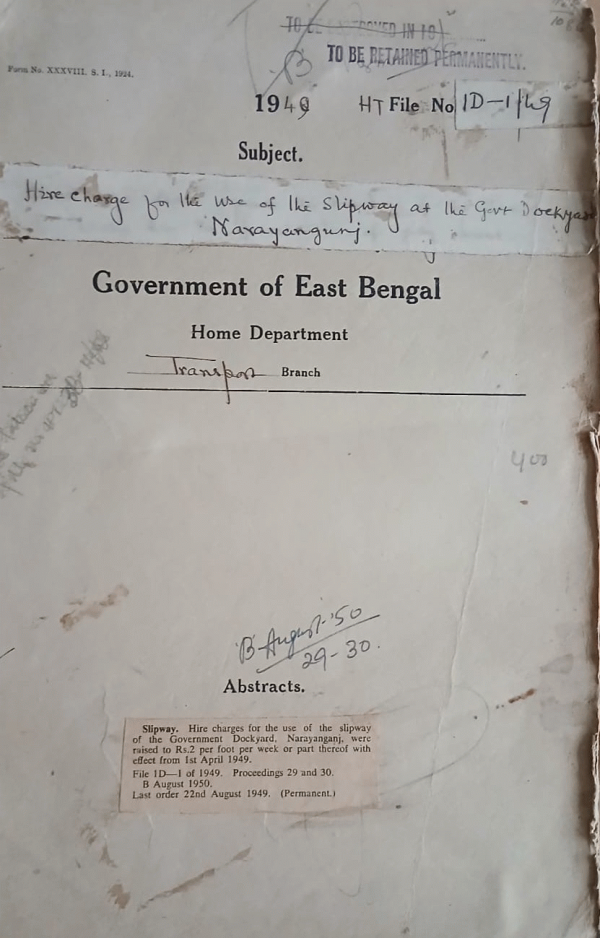 TO BE RETAINED PERMANENTLY.
Form No. XXXVIII, S. I., 1924.
B
1949 HT File No 1D-1/49
Subject.
Hire charge for the use of the Slipway at the Govt Dockyard
Narayangunj.
Government of East Bengal
Home Department
Transport Branch
400
'B' August-'50
29-30.
Abstracts.
Slipway. Hire charges for the use of the slipway
of the Government Dockyard, Narayanganj, were
raised to Rs.2 per foot per week or part thereof with
effect from 1st April 1949.
File 1D—1 of 1949. Proceedings 29 and 30.
B August 1950.
Last order 22nd August 1949. (Permanent.)